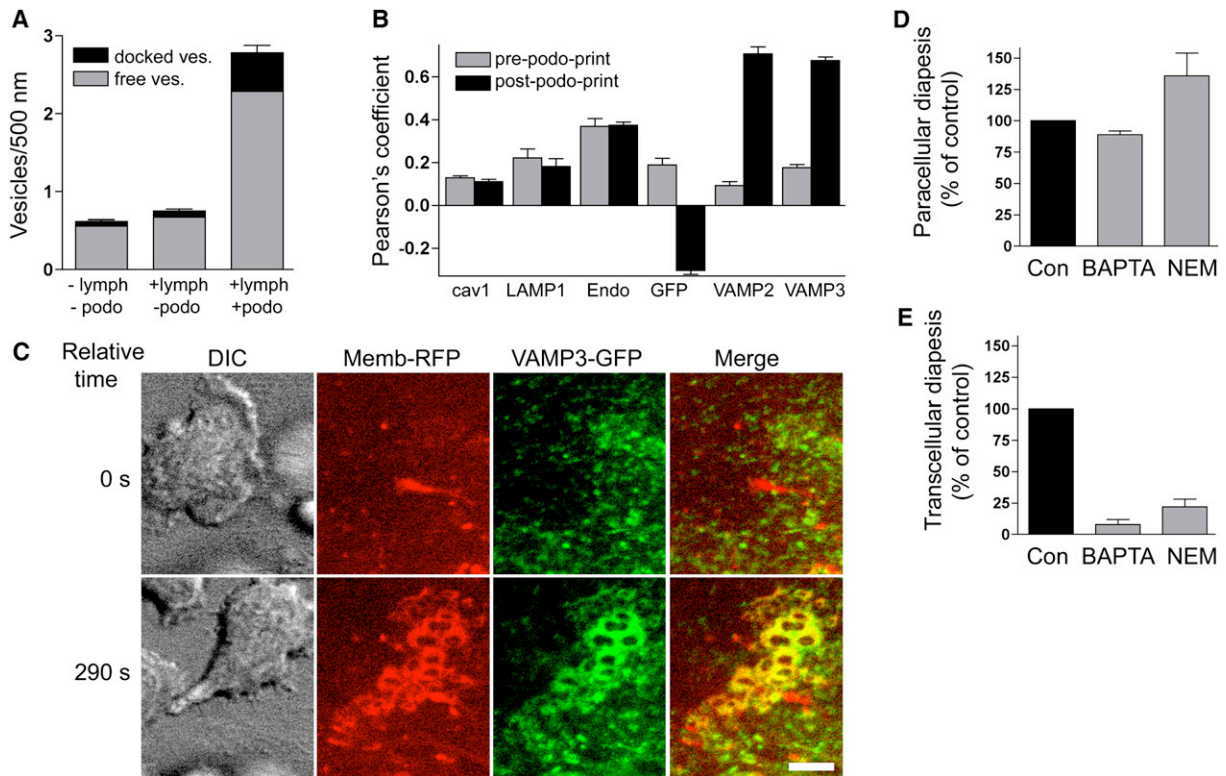 A
Vesicles/500 nm
3
2
1
0
docked ves.
free ves.
- lymph
- podo
+lymph
-podo
+lymph
+podo
B
Pearson's coefficient
0.6
0.4
0.2
0.0
-0.2
pre-podo-print
post-podo-print
cav1
LAMP1
Endo
GFP
VAMP2
VAMP3
C
Relative
time
DIC
Memb-RFP
VAMP3-GFP
Merge
0 s
290 s
D
Paracellular diapesis
(% of control)
150
125
100
75
50
25
0
Con
BAPTA
NEM
E
Transcellular diapesis
(% of control)
150
125
100
75
50
25
0
Con
BAPTA
NEM